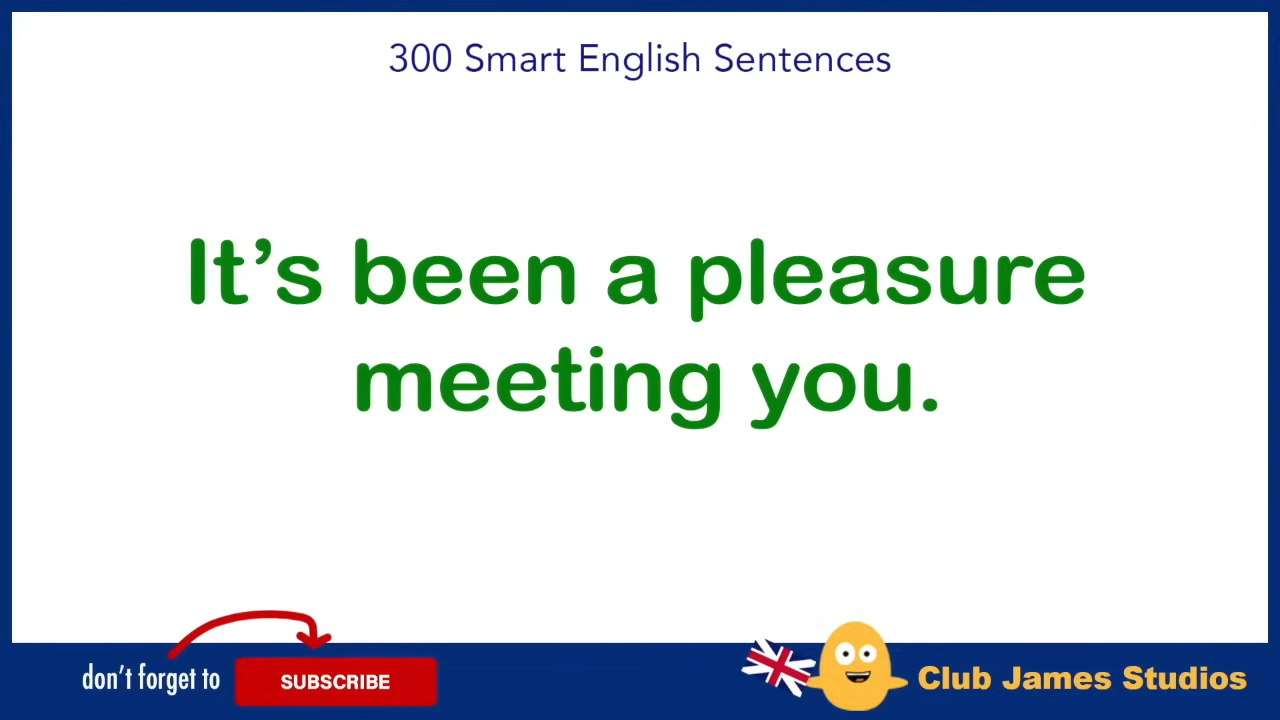 300 Smart English Sentences
It’s been a pleasure
meeting you.
don’t forget to
SUBSCRIBE
Club James Studios